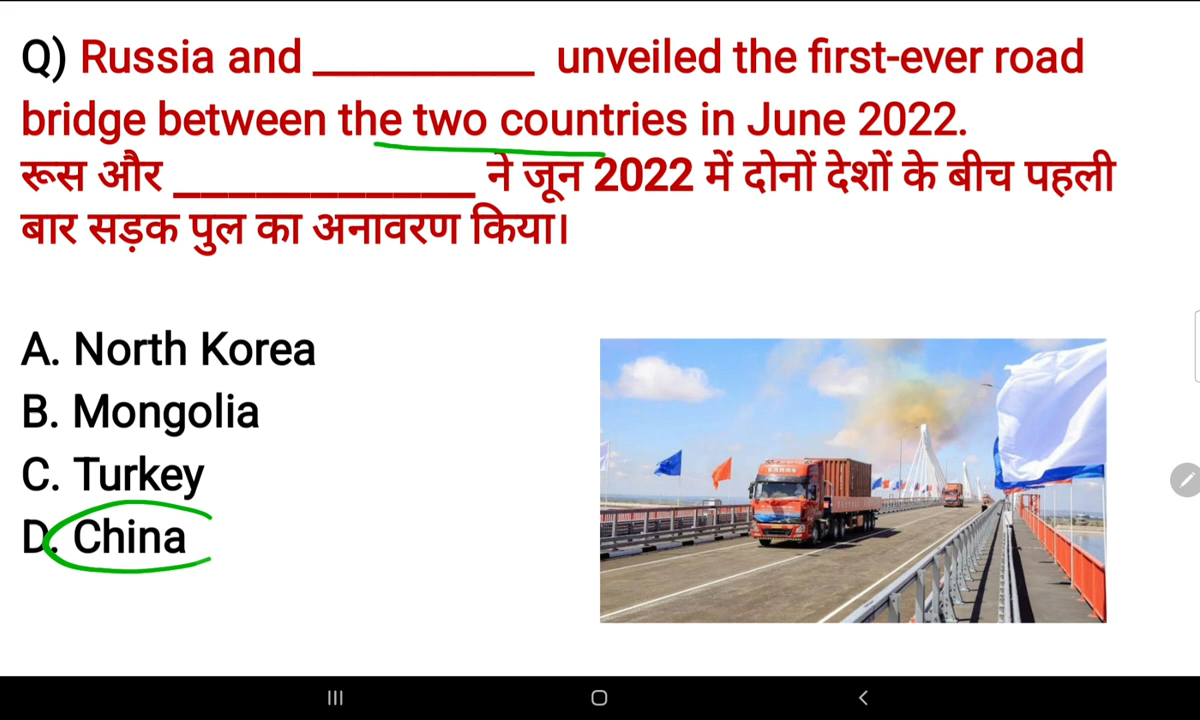 Q) Russia and __________ unveiled the first-ever road
bridge between the two countries in June 2022.
रूस और ______________ ने जून 2022 में दोनों देशों के बीच पहली
बार सड़क पुल का अनावरण किया।
A. North Korea
B. Mongolia
C. Turkey
D. China